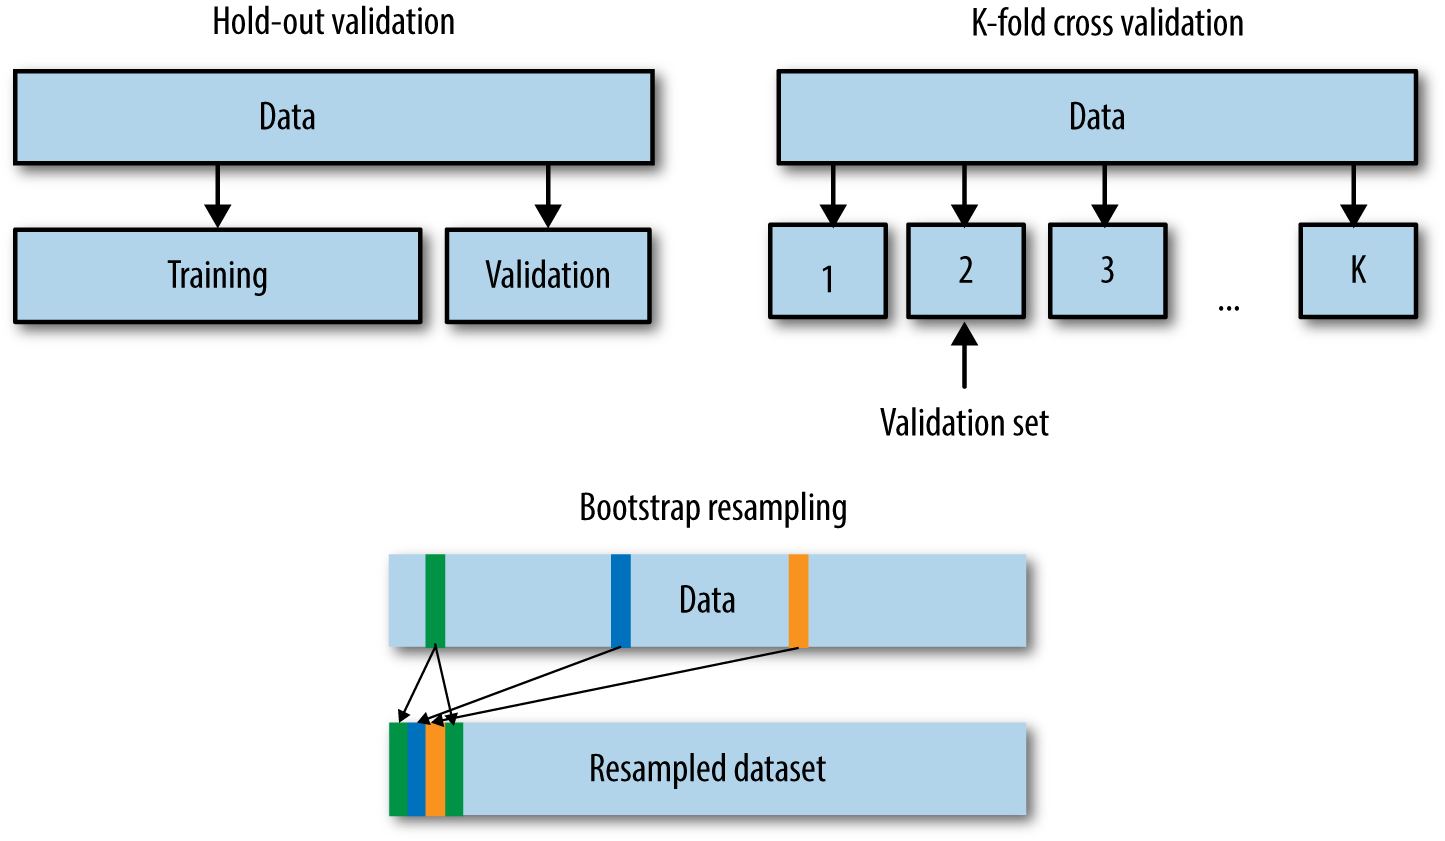 Hold-out validation
Data
Training
Validation
K-fold cross validation
Data
1
2
3
...
K
Validation set
Bootstrap resampling
Data
Resampled dataset